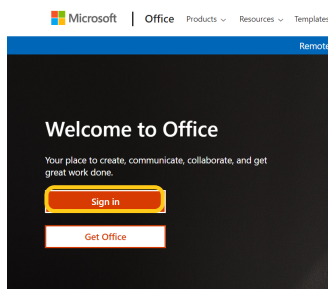 Microsoft Office Products Resources Templates
Remote
Welcome to Office
Your place to create, communicate, collaborate, and get
great work done.
Sign in
Get Office